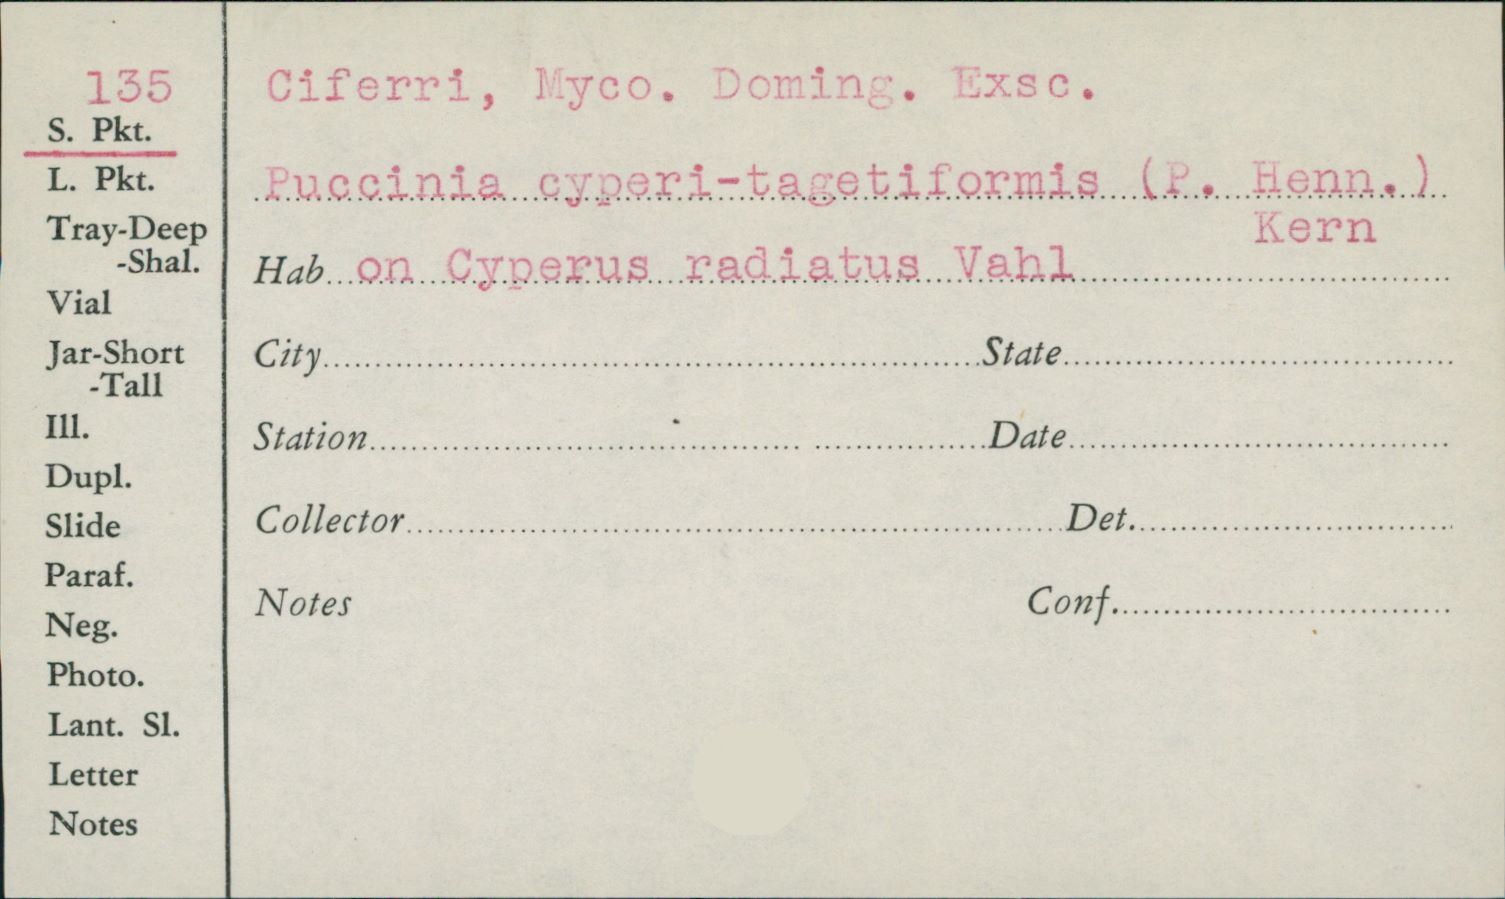 135
S. Pkt.
L. Pkt.
Tray-Deep
-Shal.
Vial
Jar-Short
-Tall
Ill.
Dupl.
Slide
Paraf.
Neg.
Photo.
Lant. Sl.
Letter
Notes
Ciferri, Myco. Doming. Exsc.
Puccinia cyperi-tagetiformis (P. Henn.)
Kern
Hab on Cyperus radiatus Vahl
City State
Station Date
Collector Det.
Notes Conf.